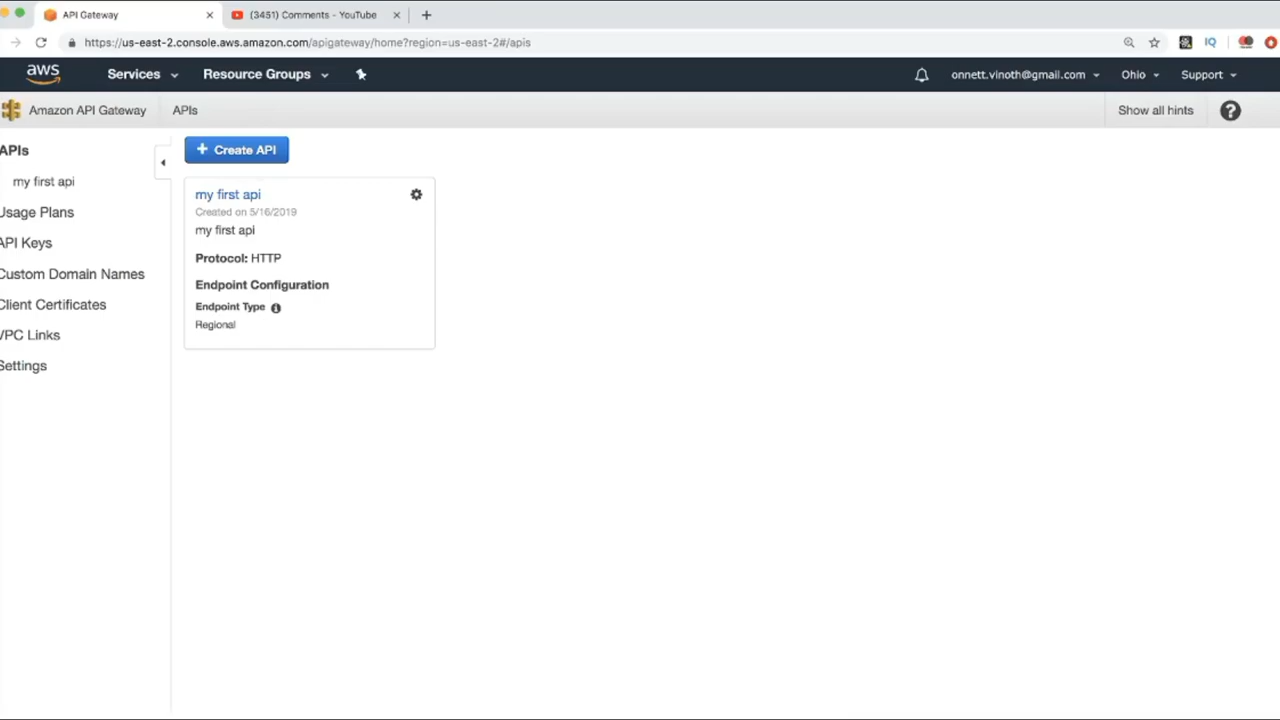 API Gateway
(3451) Comments - YouTube
https://us-east-2.console.aws.amazon.com/apigateway/home?region=us-east-2#/apis
IQ
aws
Services
Resource Groups
onnett.vinoth@gmail.com
Ohio
Support
Amazon API Gateway
APIs
Show all hints
?
APIs
my first api
Usage Plans
API Keys
Custom Domain Names
Client Certificates
VPC Links
Settings
+ Create API
my first api
Created on 5/16/2019
my first api
Protocol: HTTP
Endpoint Configuration
Endpoint Type
Regional